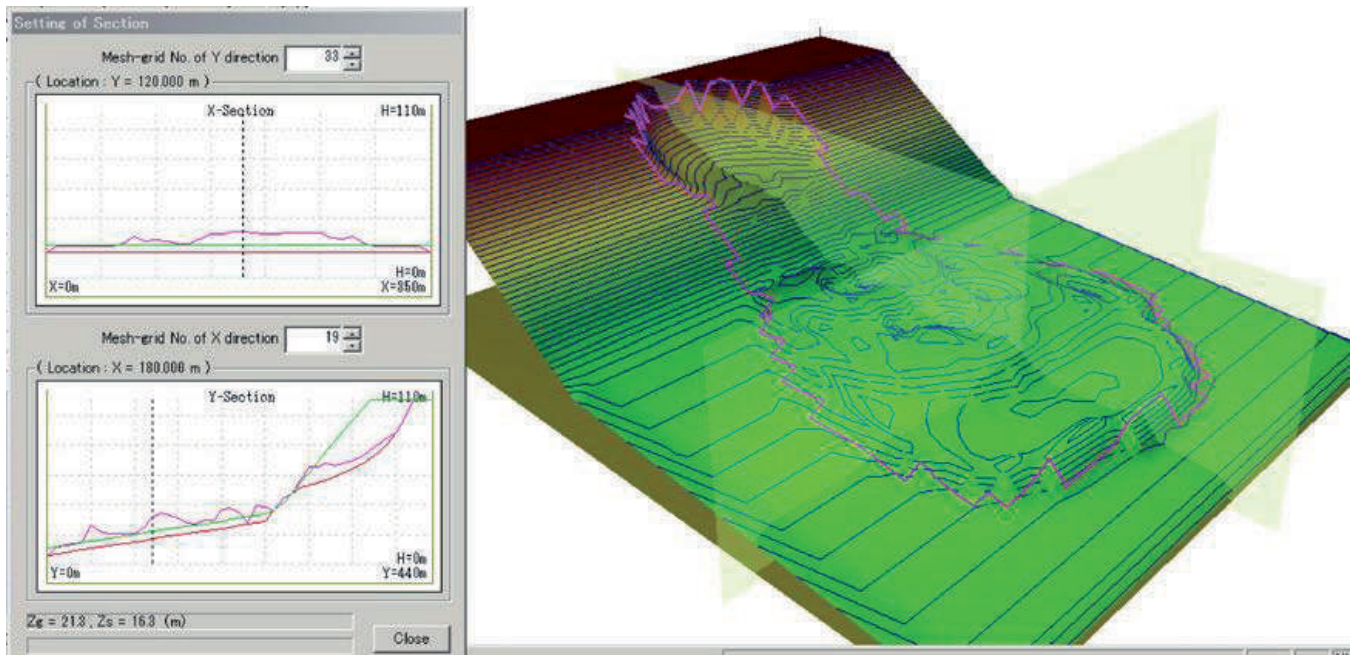 Setting of Section
Mesh-grid No. of Y direction 33
( Location : Y = 120.000 m )
X-Section H=110m
H=0m
X=0m X=350m
Mesh-grid No. of X direction 19
( Location : X = 180.000 m )
Y-Section H=110m
H=0m
Y=0m Y=440m
Zg = 21.3 , Zs = 16.3 (m)
Close